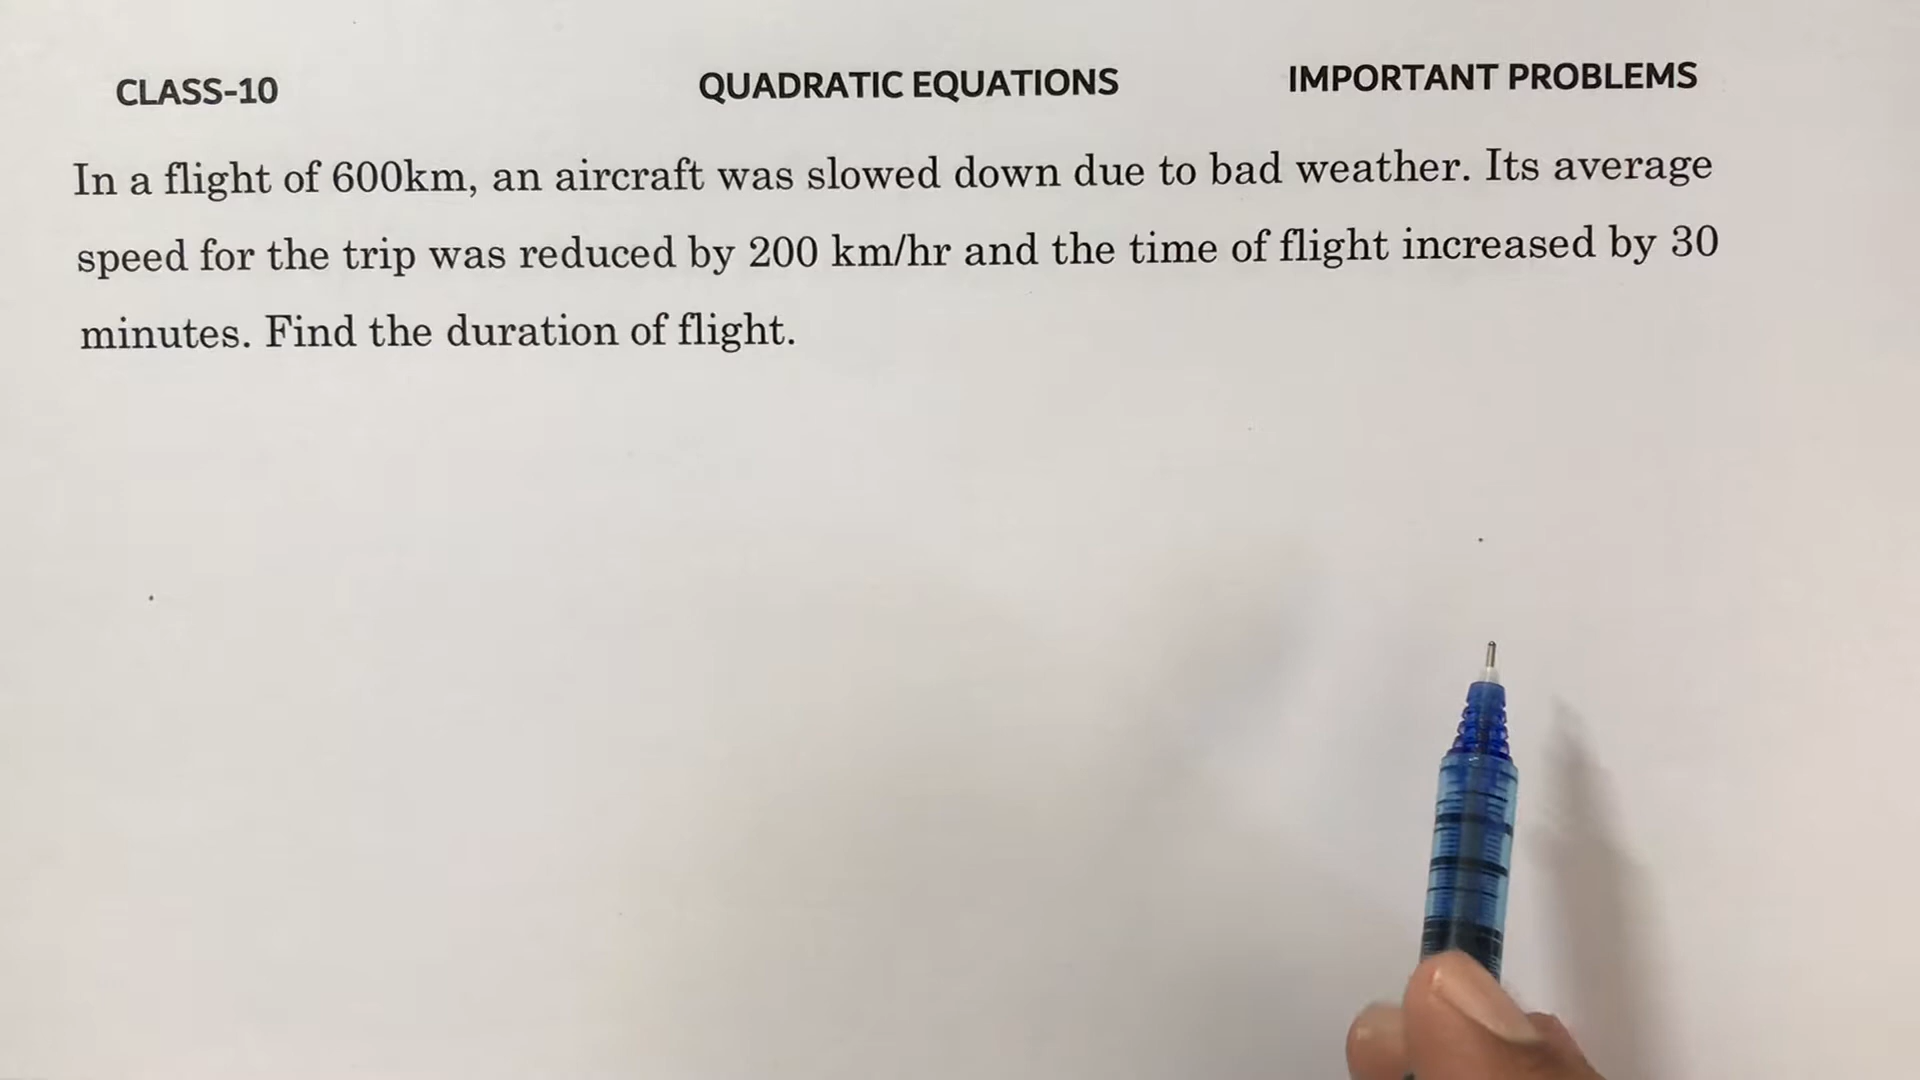 CLASS-10 QUADRATIC EQUATIONS IMPORTANT PROBLEMS
In a flight of 600km, an aircraft was slowed down due to bad weather. Its average
speed for the trip was reduced by 200 km/hr and the time of flight increased by 30
minutes. Find the duration of flight.